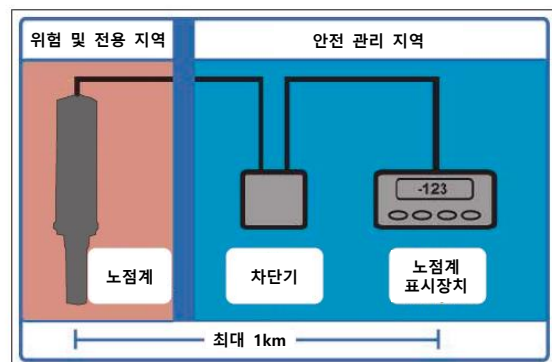 위험 및 전용 지역
안전 관리 지역
-123
노점계
차단기
노점계
표시장치
최대 1km